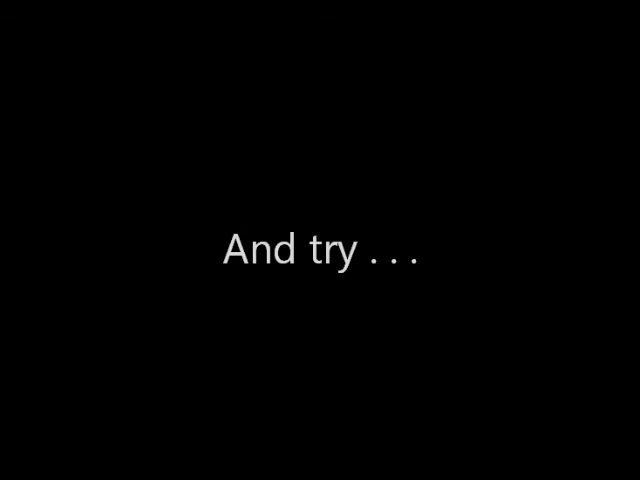 And try . . .